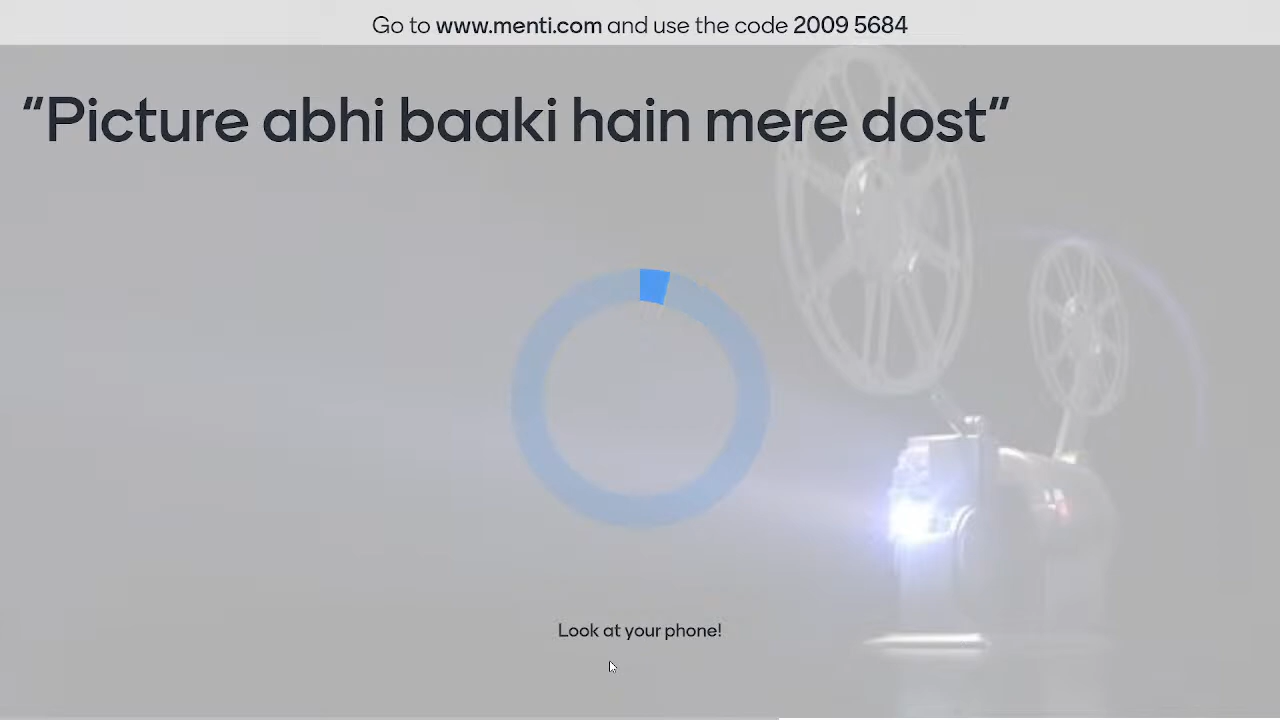 Go to www.menti.com and use the code 2009 5684
“Picture abhi baaki hain mere dost”
Look at your phone!